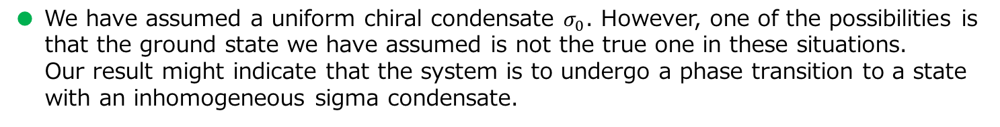 ● We have assumed a uniform chiral condensate σ₀. However, one of the possibilities is
that the ground state we have assumed is not the true one in these situations.
Our result might indicate that the system is to undergo a phase transition to a state
with an inhomogeneous sigma condensate.